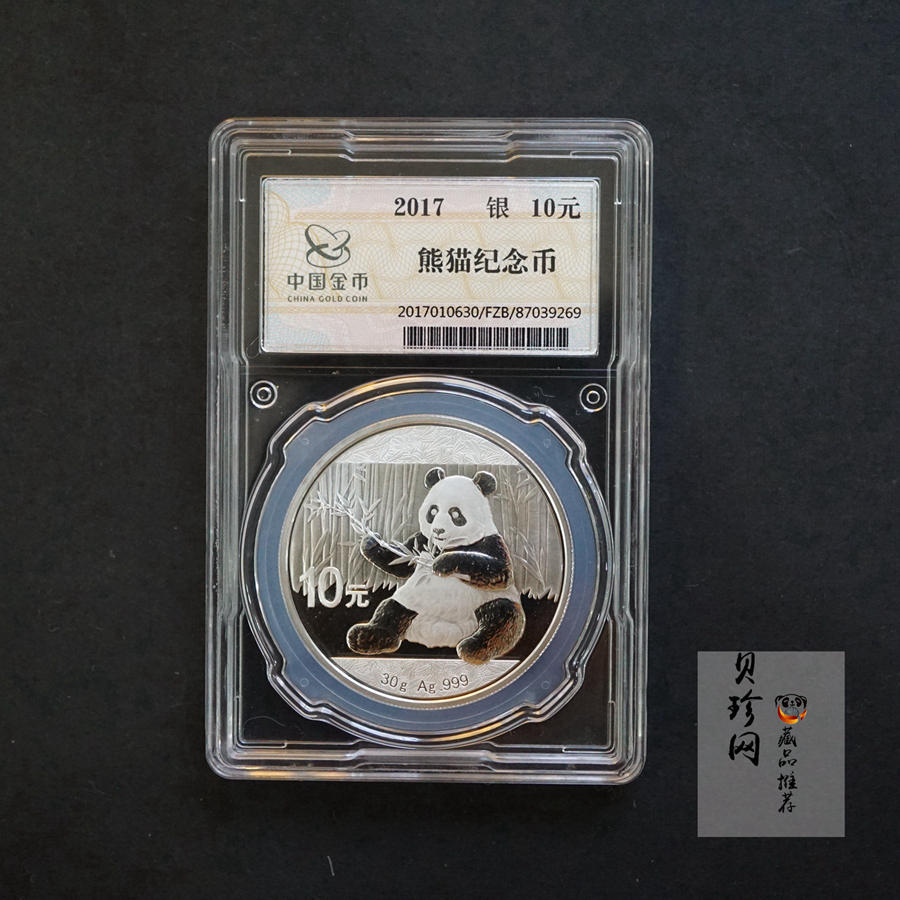 2017 银 10元
中国金币
CHINA GOLD COIN
熊猫纪念币
2017010630/FZB/87039269
10元
30g Ag .999
贝珍网
藏品推荐